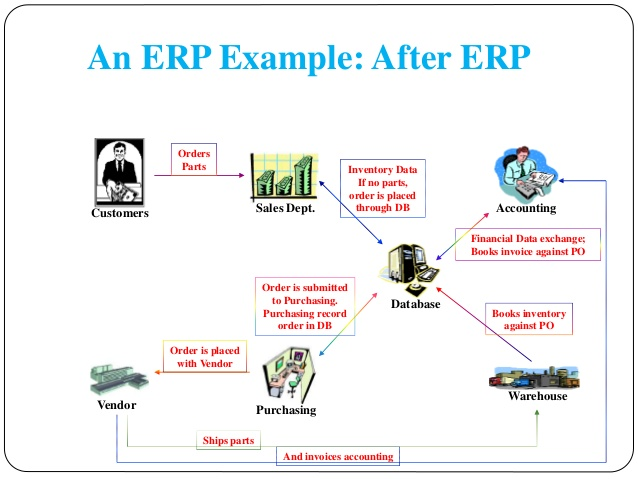 An ERP Example: After ERP
Orders
Parts
Customers
Sales Dept.
Inventory Data
If no parts,
order is placed
through DB
Accounting
Financial Data exchange;
Books invoice against PO
Database
Order is submitted
to Purchasing.
Purchasing record
order in DB
Books inventory
against PO
Order is placed
with Vendor
Vendor
Purchasing
Warehouse
Ships parts
And invoices accounting